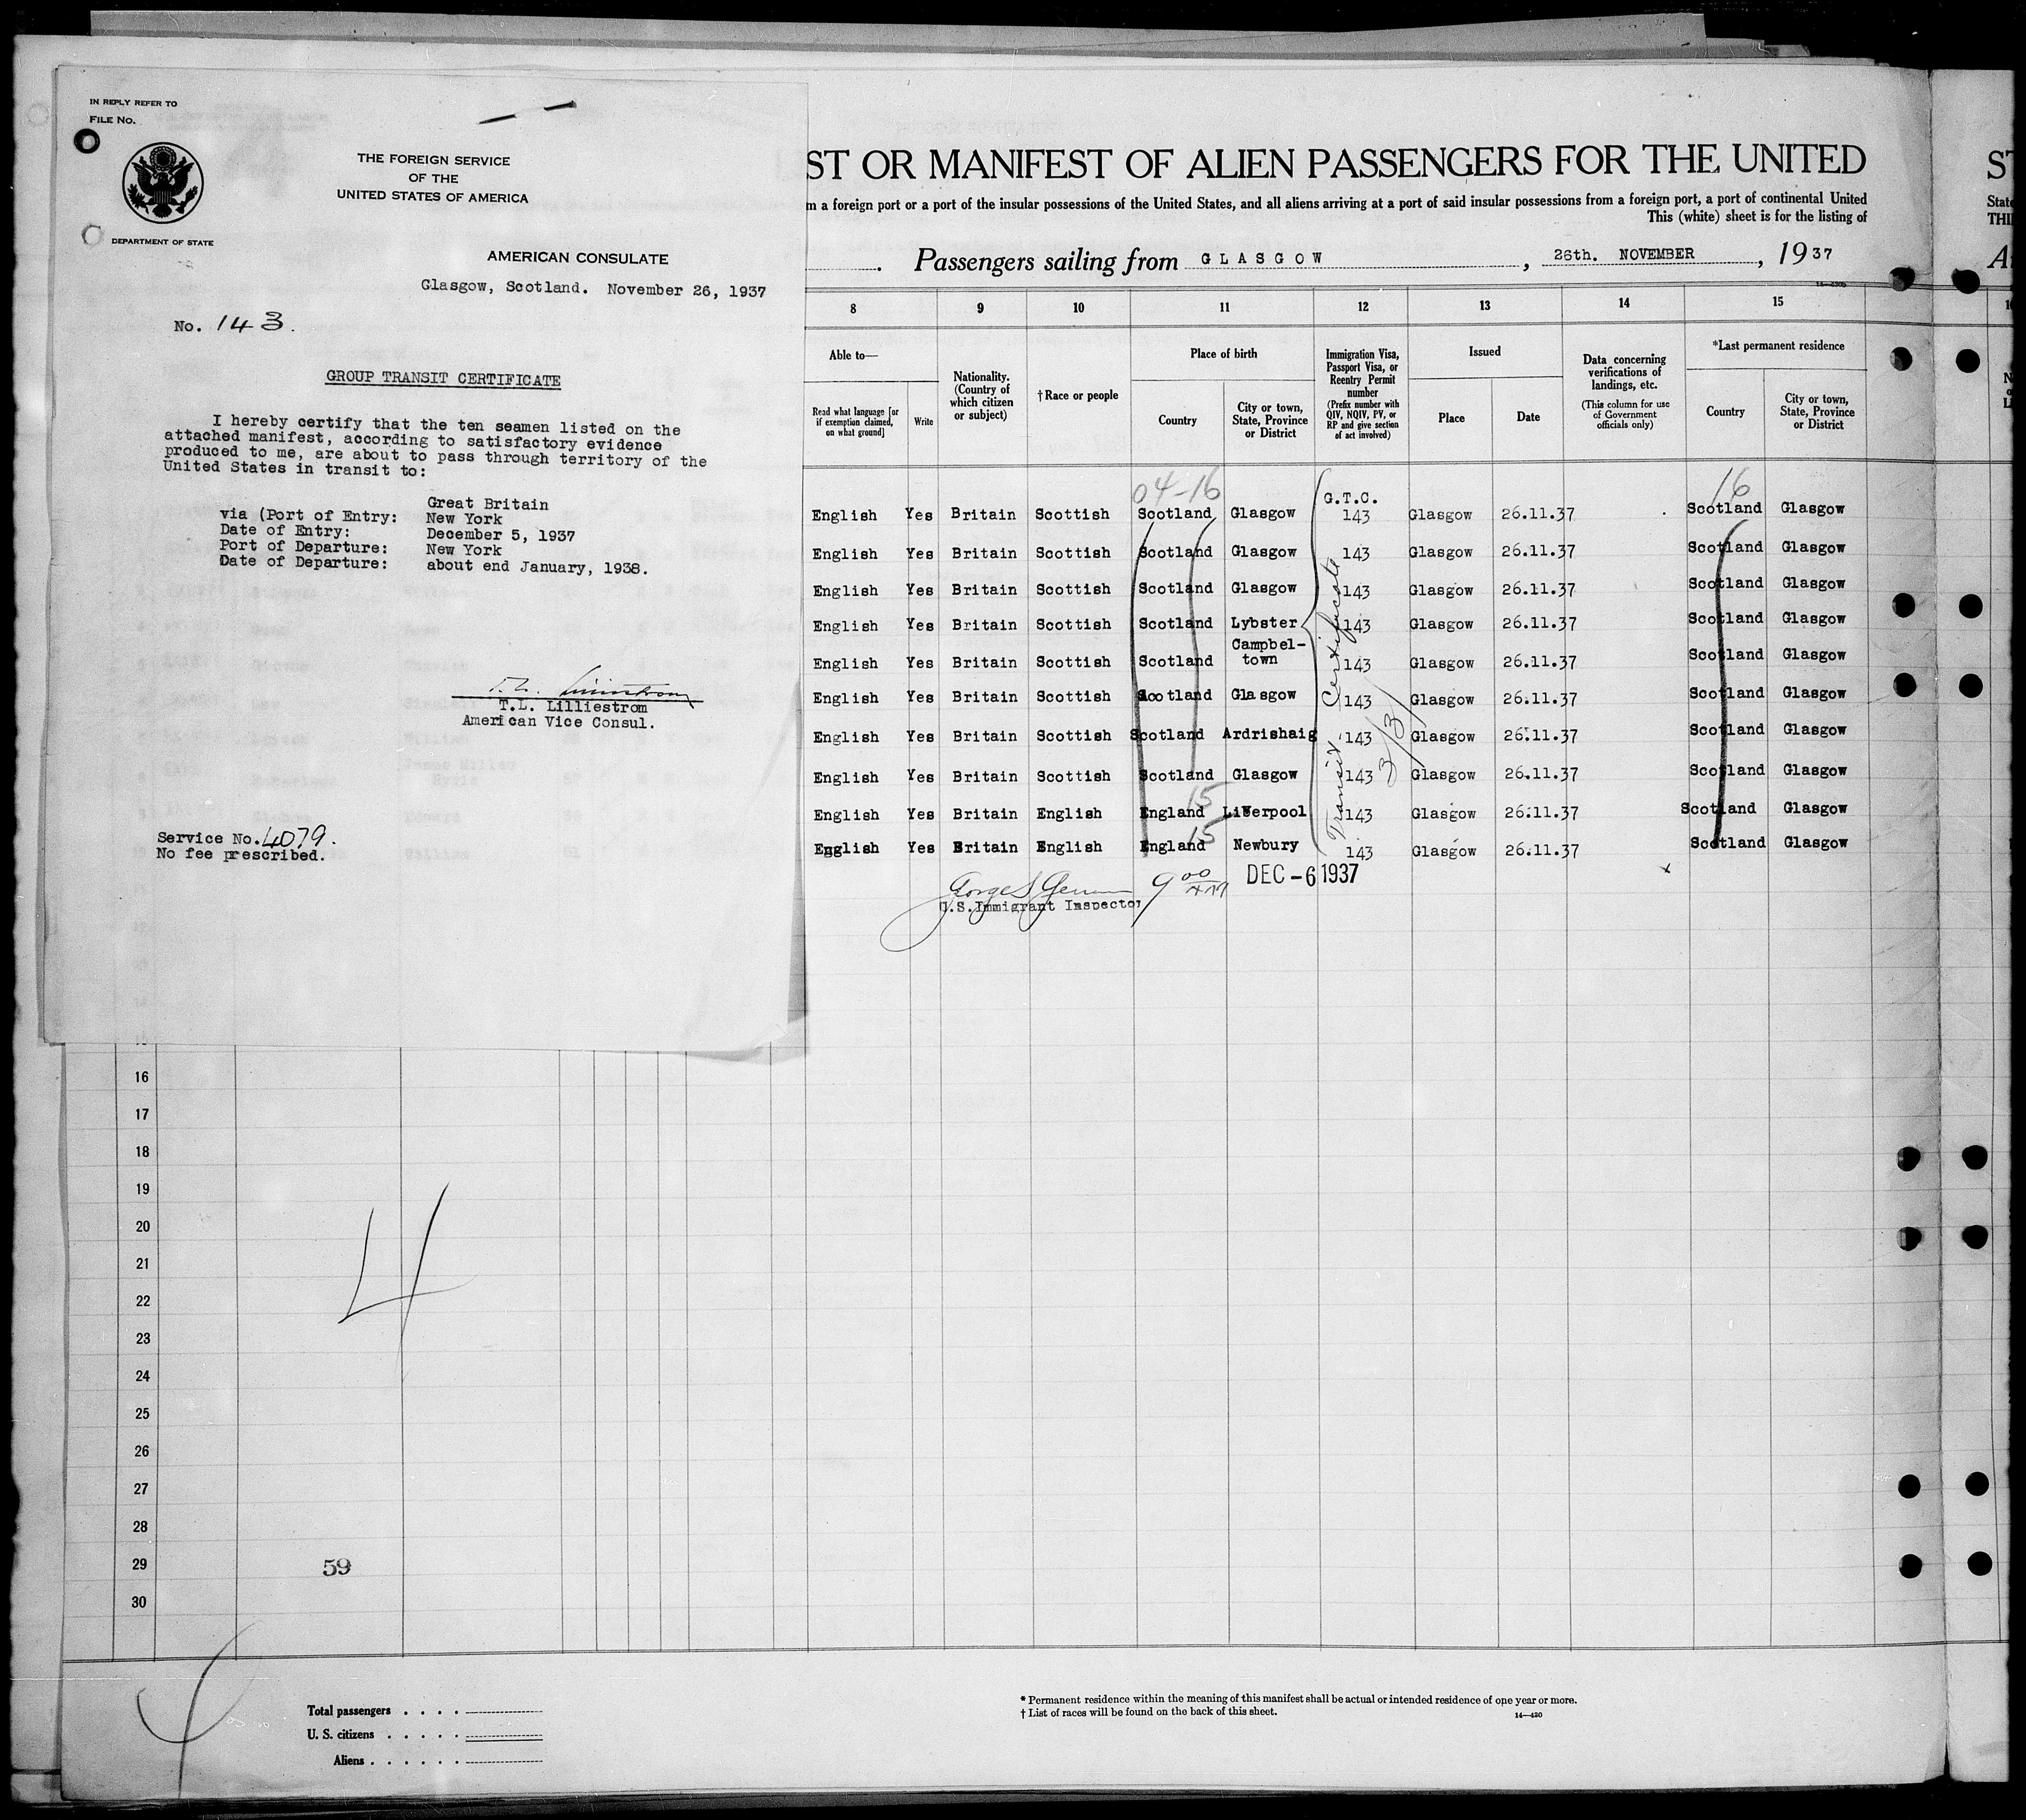 IN REPLY REFER TO
FILE NO.
THE FOREIGN SERVICE
OF THE
UNITED STATES OF AMERICA
DEPARTMENT OF STATE
AMERICAN CONSULATE
Glasgow, Scotland. November 26, 1937
No. 143.
GROUP TRANSIT CERTIFICATE
I hereby certify that the ten seamen listed on the
attached manifest, according to satisfactory evidence
produced to me, are about to pass through territory of the
United States in transit to:
Great Britain
via (Port of Entry: New York
Date of Entry: December 5, 1937
Port of Departure: New York
Date of Departure: about end January, 1938.
T.L. Lilliestrom
American Vice Consul.
Service No. 4079.
No fee prescribed.
ST OR MANIFEST OF ALIEN PASSENGERS FOR THE UNITED
m a foreign port or a port of the insular possessions of the United States, and all aliens arriving at a port of said insular possessions from a foreign port, a port of continental United
This (white) sheet is for the listing of
Passengers sailing from GLASGOW, 26th. NOVEMBER, 1937
8 9 10 11 12 13 14 15
Able to—
Read what language [or if exemption claimed, on what ground]
Write
Nationality. (Country of which citizen or subject)
†Race or people
Place of birth
Country
City or town, State, Province or District
Immigration Visa, Passport Visa, or Reentry Permit number
(Prefix number with QIV, NQIV, PV, or RP and give section of act involved)
Issued
Place
Date
Data concerning verifications of landings, etc.
(This column for use of Government officials only)
*Last permanent residence
Country
City or town, State, Province or District
04-16 16
G.T.C.
English Yes Britain Scottish Scotland Glasgow 143 Glasgow 26.11.37 Scotland Glasgow
English Yes Britain Scottish Scotland Glasgow 143 Glasgow 26.11.37 Scotland Glasgow
English Yes Britain Scottish Scotland Glasgow 143 Glasgow 26.11.37 Scotland Glasgow
English Yes Britain Scottish Scotland Lybster 143 Glasgow 26.11.37 Scotland Glasgow
English Yes Britain Scottish Scotland Campbel-town 143 Glasgow 26.11.37 Scotland Glasgow
English Yes Britain Scottish Scotland Glasgow 143 Glasgow 26.11.37 Scotland Glasgow
English Yes Britain Scottish Scotland Ardrishaig 143 Glasgow 26.11.37 Scotland Glasgow
English Yes Britain Scottish Scotland Glasgow 143 Glasgow 26.11.37 Scotland Glasgow
15
English Yes Britain English England Liverpool 143 Glasgow 26.11.37 Scotland Glasgow
15
English Yes Britain English England Newbury 143 Glasgow 26.11.37 Scotland Glasgow
Transit Certificate
3/3/
U.S. Immigrant Inspector
9 00 AM
DEC -6 1937
16
17
18
19
20
21
22
23
24
25
26
27
28
29
30
4
59
Total passengers
U. S. citizens
Aliens
* Permanent residence within the meaning of this manifest shall be actual or intended residence of one year or more.
† List of races will be found on the back of this sheet.
14—420